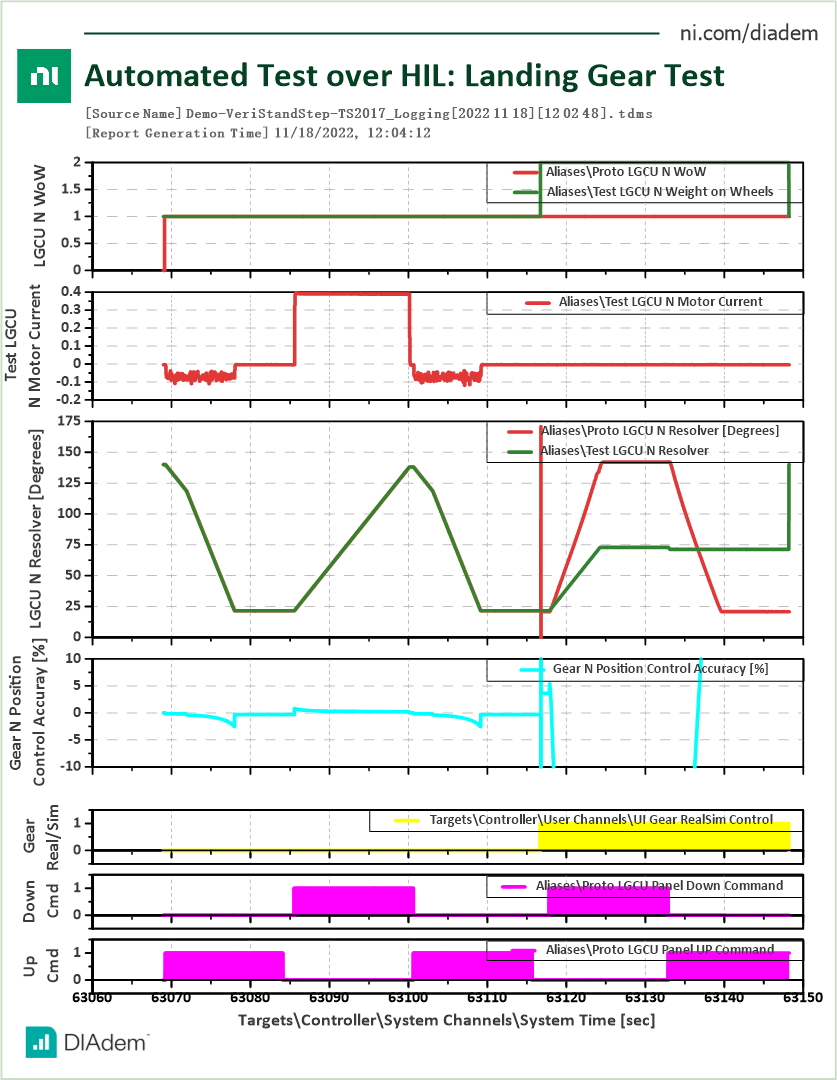 ni.com/diadem
ni
Automated Test over HIL: Landing Gear Test
[Source Name] Demo-VeriStandStep-TS2017_Logging[2022 11 18][12 02 48].tdms
[Report Generation Time] 11/18/2022, 12:04:12
LGCU N WoW
2
1.5
1
0.5
0
Aliases\Proto LGCU N WoW
Aliases\Test LGCU N Weight on Wheels
Test LGCU
N Motor Current
0.4
0.3
0.2
0.1
0
-0.1
-0.2
Aliases\Test LGCU N Motor Current
LGCU N Resolver [Degrees]
175
150
125
100
75
50
25
0
Aliases\Proto LGCU N Resolver [Degrees]
Aliases\Test LGCU N Resolver
Gear N Position
Control Accuray [%]
10
5
0
-5
-10
Gear N Position Control Accuracy [%]
Gear
Real/Sim
1
0
Targets\Controller\User Channels\UI Gear RealSim Control
Down
Cmd
1
0
Aliases\Proto LGCU Panel Down Command
Up
Cmd
1
0
Aliases\Proto LGCU Panel UP Command
63060 63070 63080 63090 63100 63110 63120 63130 63140 63150
Targets\Controller\System Channels\System Time [sec]
DIAdem™